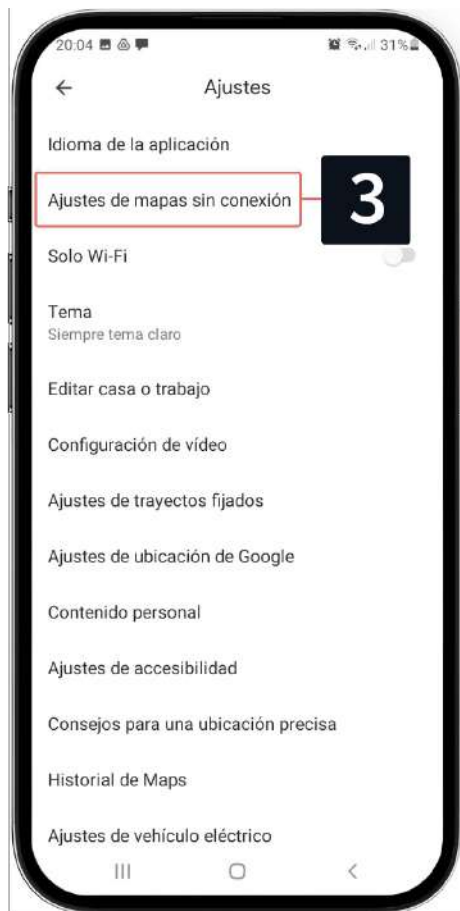 20:04 31%
Ajustes
Idioma de la aplicación
Ajustes de mapas sin conexión
3
Solo Wi-Fi
Tema
Siempre tema claro
Editar casa o trabajo
Configuración de vídeo
Ajustes de trayectos fijados
Ajustes de ubicación de Google
Contenido personal
Ajustes de accesibilidad
Consejos para una ubicación precisa
Historial de Maps
Ajustes de vehículo eléctrico